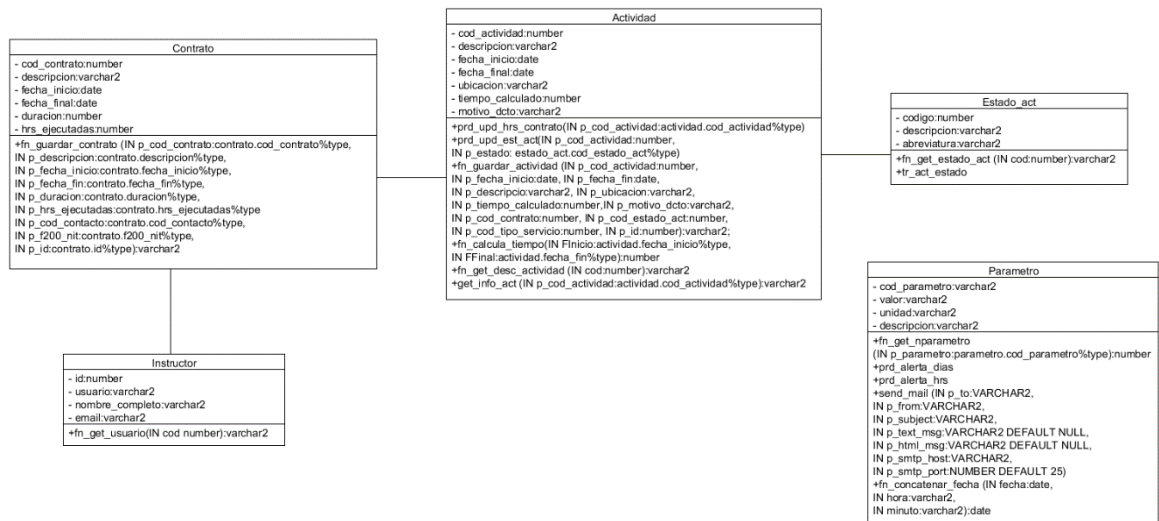 Contrato
- cod_contrato:number
- descripcion:varchar2
- fecha_inicio:date
- fecha_final:date
- duracion:number
- hrs_ejecutadas:number
+fn_guardar_contrato (IN p_cod_contrato:contrato.cod_contrato%type,
IN p_descripcion:contrato.descripcion%type,
IN p_fecha_inicio:contrato.fecha_inicio%type,
IN p_fecha_fin:contrato.fecha_fin%type,
IN p_duracion:contrato.duracion%type,
IN p_hrs_ejecutadas:contrato.hrs_ejecutadas%type
IN p_cod_contacto:contrato.cod_contacto%type,
IN p_f200_nit:contrato.f200_nit%type,
IN p_id:contrato.id%type):varchar2
Instructor
- id:number
- usuario:varchar2
- nombre_completo:varchar2
- email:varchar2
+fn_get_usuario(IN cod number):varchar2
Actividad
- cod_actividad:number
- descripcion:varchar2
- fecha_inicio:date
- fecha_final:date
- ubicacion:varchar2
- tiempo_calculado:number
- motivo_dcto:varchar2
+prd_upd_hrs_contrato(IN p_cod_actividad:actividad.cod_actividad%type)
+prd_upd_est_act(IN p_cod_actividad:number,
IN p_estado: estado_act.cod_estado_act%type)
+fn_guardar_actividad (IN p_cod_actividad:number,
IN p_fecha_inicio:date, IN p_fecha_fin:date,
IN p_descripcio:varchar2, IN p_ubicacion:varchar2,
IN p_tiempo_calculado:number,IN p_motivo_dcto:varchar2,
IN p_cod_contrato:number, IN p_cod_estado_act:number,
IN p_cod_tipo_servicio:number, IN p_id:number):varchar2;
+fn_calcula_tiempo(IN FInicio:actividad.fecha_inicio%type,
IN FFinal:actividad.fecha_fin%type):number
+fn_get_desc_actividad (IN cod:number):varchar2
+get_info_act (IN p_cod_actividad:actividad.cod_actividad%type):varchar2
Estado_act
- codigo:number
- descripcion:varchar2
- abreviatura:varchar2
+fn_get_estado_act (IN cod:number):varchar2
+tr_act_estado
Parametro
- cod_parametro:varchar2
- valor:varchar2
- unidad:varchar2
- descripcion:varchar2
+fn_get_nparametro
(IN p_parametro:parametro.cod_parametro%type):number
+prd_alerta_dias
+prd_alerta_hrs
+send_mail (IN p_to:VARCHAR2,
IN p_from:VARCHAR2,
IN p_subject:VARCHAR2,
IN p_text_msg:VARCHAR2 DEFAULT NULL,
IN p_html_msg:VARCHAR2 DEFAULT NULL,
IN p_smtp_host:VARCHAR2,
IN p_smtp_port:NUMBER DEFAULT 25)
+fn_concatenar_fecha (IN fecha:date,
IN hora:varchar2,
IN minuto:varchar2):date